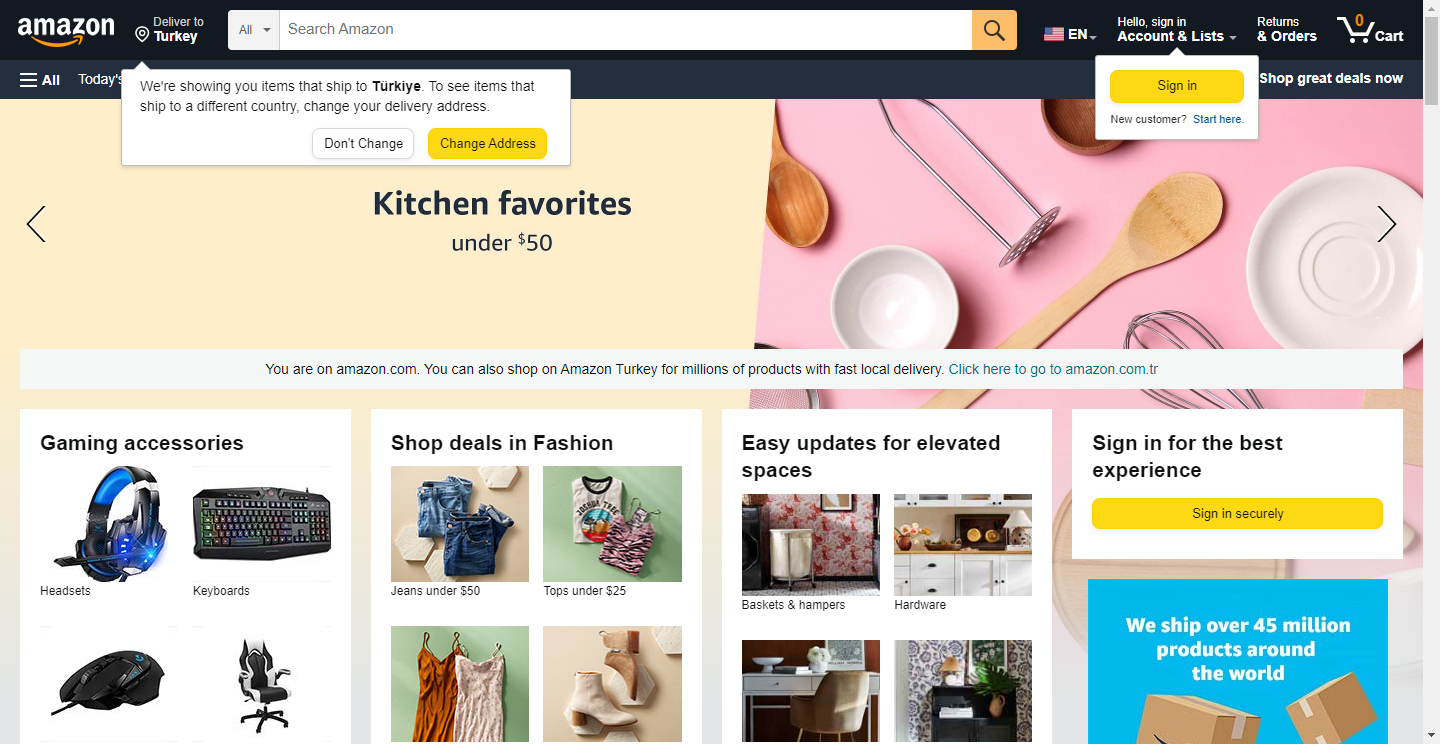 amazon
Deliver to
Turkey
All
Search Amazon
EN
Hello, sign in
Account & Lists
Returns
& Orders
0
Cart
All
Today's
Shop great deals now
We're showing you items that ship to Türkiye. To see items that
ship to a different country, change your delivery address.
Don't Change
Change Address
Sign in
New customer? Start here.
Kitchen favorites
under $50
You are on amazon.com. You can also shop on Amazon Turkey for millions of products with fast local delivery. Click here to go to amazon.com.tr
Gaming accessories
Headsets
Keyboards
Shop deals in Fashion
JOSHUA TREE
Jeans under $50
Tops under $25
Easy updates for elevated
spaces
Baskets & hampers
Hardware
Sign in for the best
experience
Sign in securely
We ship over 45 million
products around
the world